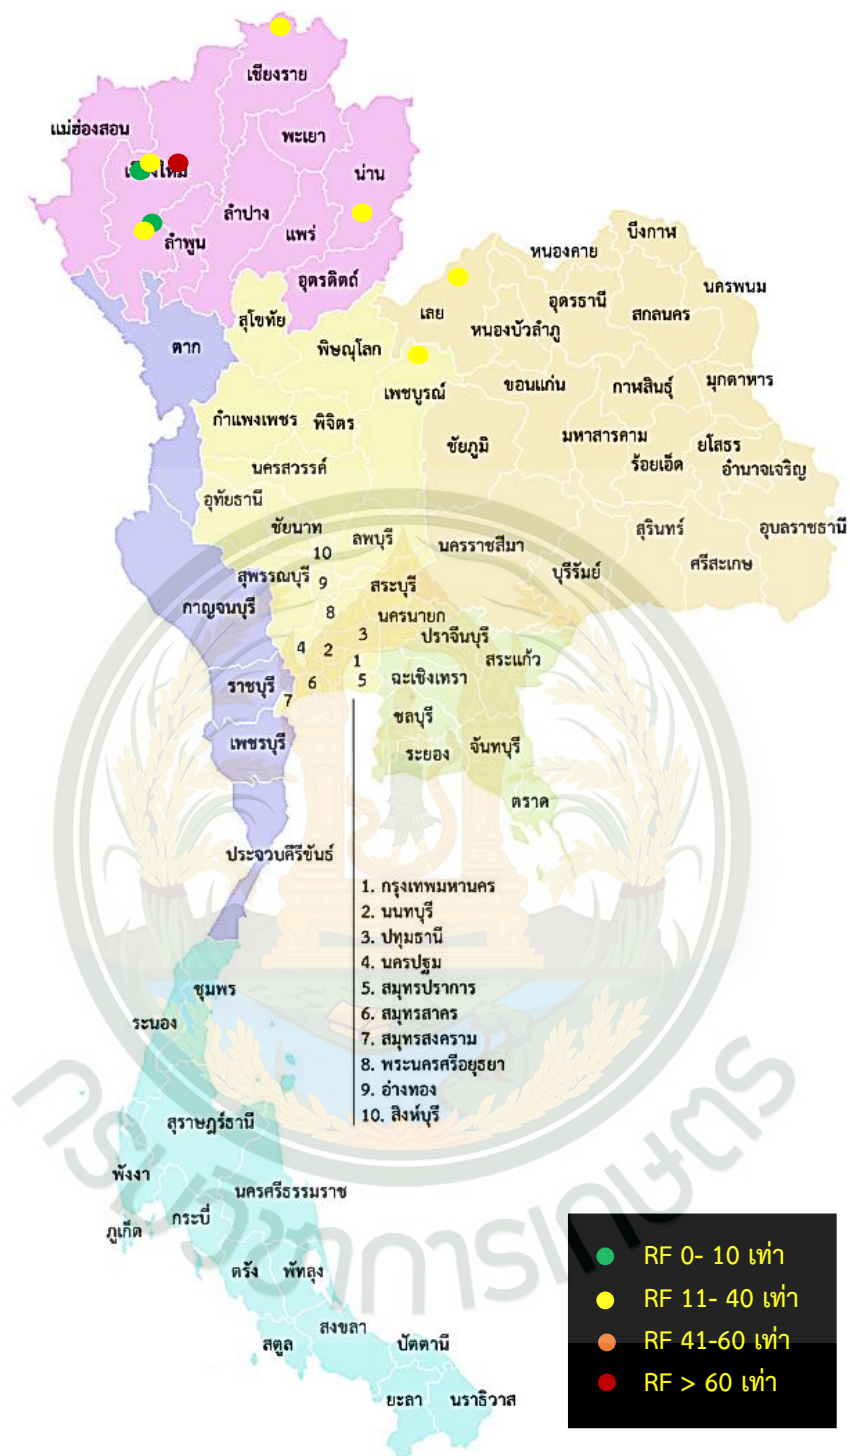 เชียงราย
แม่ฮ่องสอน
พะเยา
เชียงใหม่
น่าน
ลำปาง
แพร่
ลำพูน
อุตรดิตถ์
บึงกาฬ
หนองคาย
นครพนม
เลย
อุดรธานี
สกลนคร
หนองบัวลำภู
สุโขทัย
ตาก
พิษณุโลก
เพชบูรณ์
ขอนแก่น
กาฬสินธุ์
มุกดาหาร
กำแพงเพชร
พิจิตร
ชัยภูมิ
มหาสารคาม
ยโสธร
ร้อยเอ็ด
อำนาจเจริญ
นครสวรรค์
อุทัยธานี
ชัยนาท
ลพบุรี
นครราชสีมา
สุรินทร์
อุบลราชธานี
10
สุพรรณบุรี
9
สระบุรี
บุรีรัมย์
ศรีสะเกษ
กาญจนบุรี
8
นครนายก
3
ปราจีนบุรี
4
2
1
สระแก้ว
ราชบุรี
6
5
ฉะเชิงเทรา
7
ชลบุรี
เพชรบุรี
ระยอง
จันทบุรี
ตราด
ประจวบคีรีขันธ์
1. กรุงเทพมหานคร
2. นนทบุรี
3. ปทุมธานี
4. นครปฐม
5. สมุทรปราการ
6. สมุทรสาคร
7. สมุทรสงคราม
8. พระนครศรีอยุธยา
9. อ่างทอง
10. สิงห์บุรี
ชุมพร
ระนอง
สุราษฎร์ธานี
พังงา
นครศรีธรรมราช
กระบี่
ภูเก็ต
ตรัง
พัทลุง
สงขลา
สตูล
ปัตตานี
ยะลา
นราธิวาส
กรมวิชาการเกษตร
RF 0- 10 เท่า
RF 11- 40 เท่า
RF 41-60 เท่า
RF > 60 เท่า